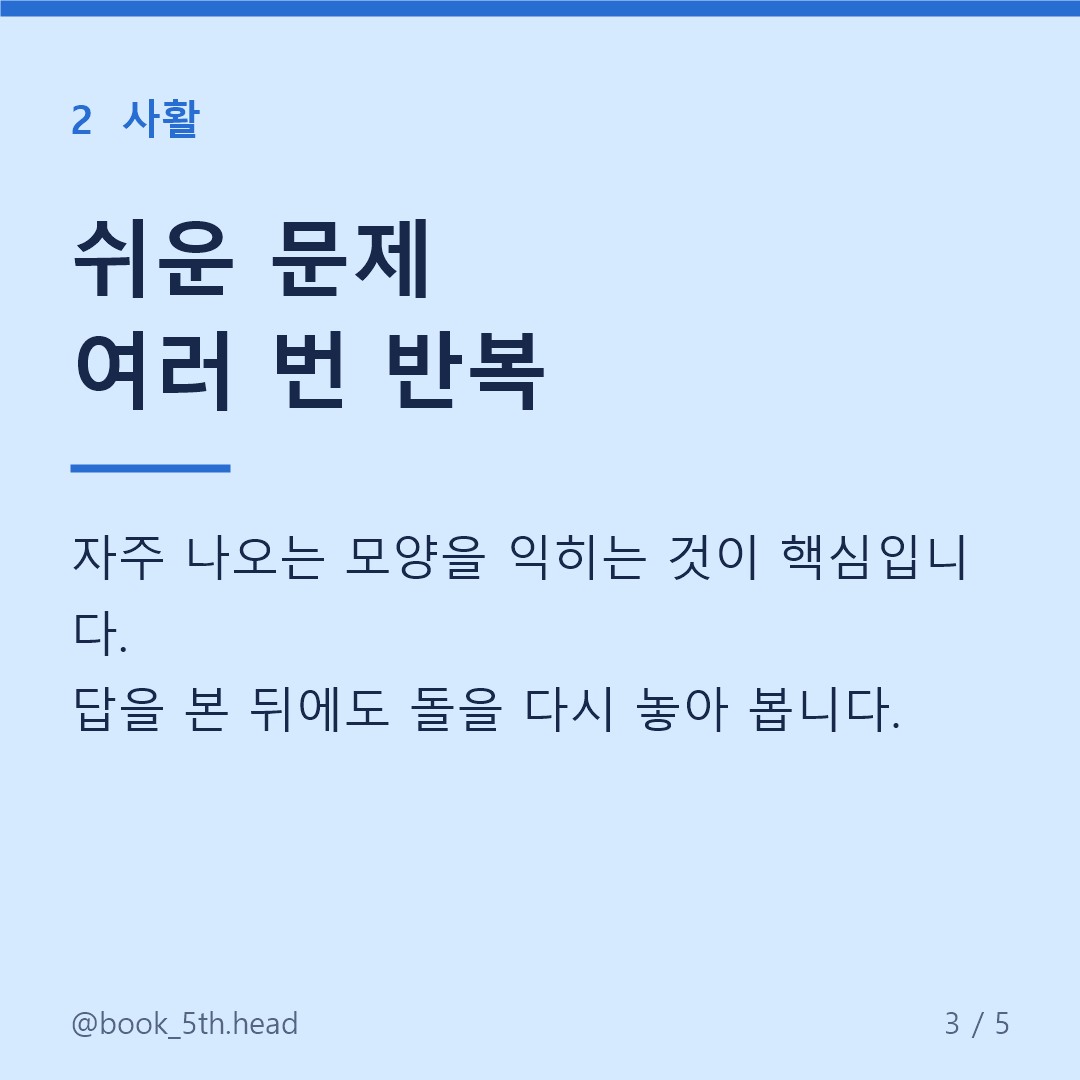 2 사활
쉬운 문제
여러 번 반복
자주 나오는 모양을 익히는 것이 핵심입니
다.
답을 본 뒤에도 돌을 다시 놓아 봅니다.
@book_5th.head
3 / 5